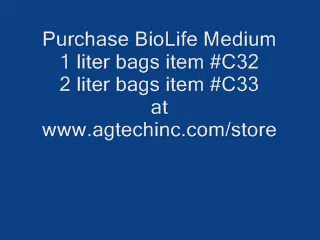 Purchase BioLife Medium
1 liter bags item #C32
2 liter bags item #C33
at
www.agtechinc.com/store